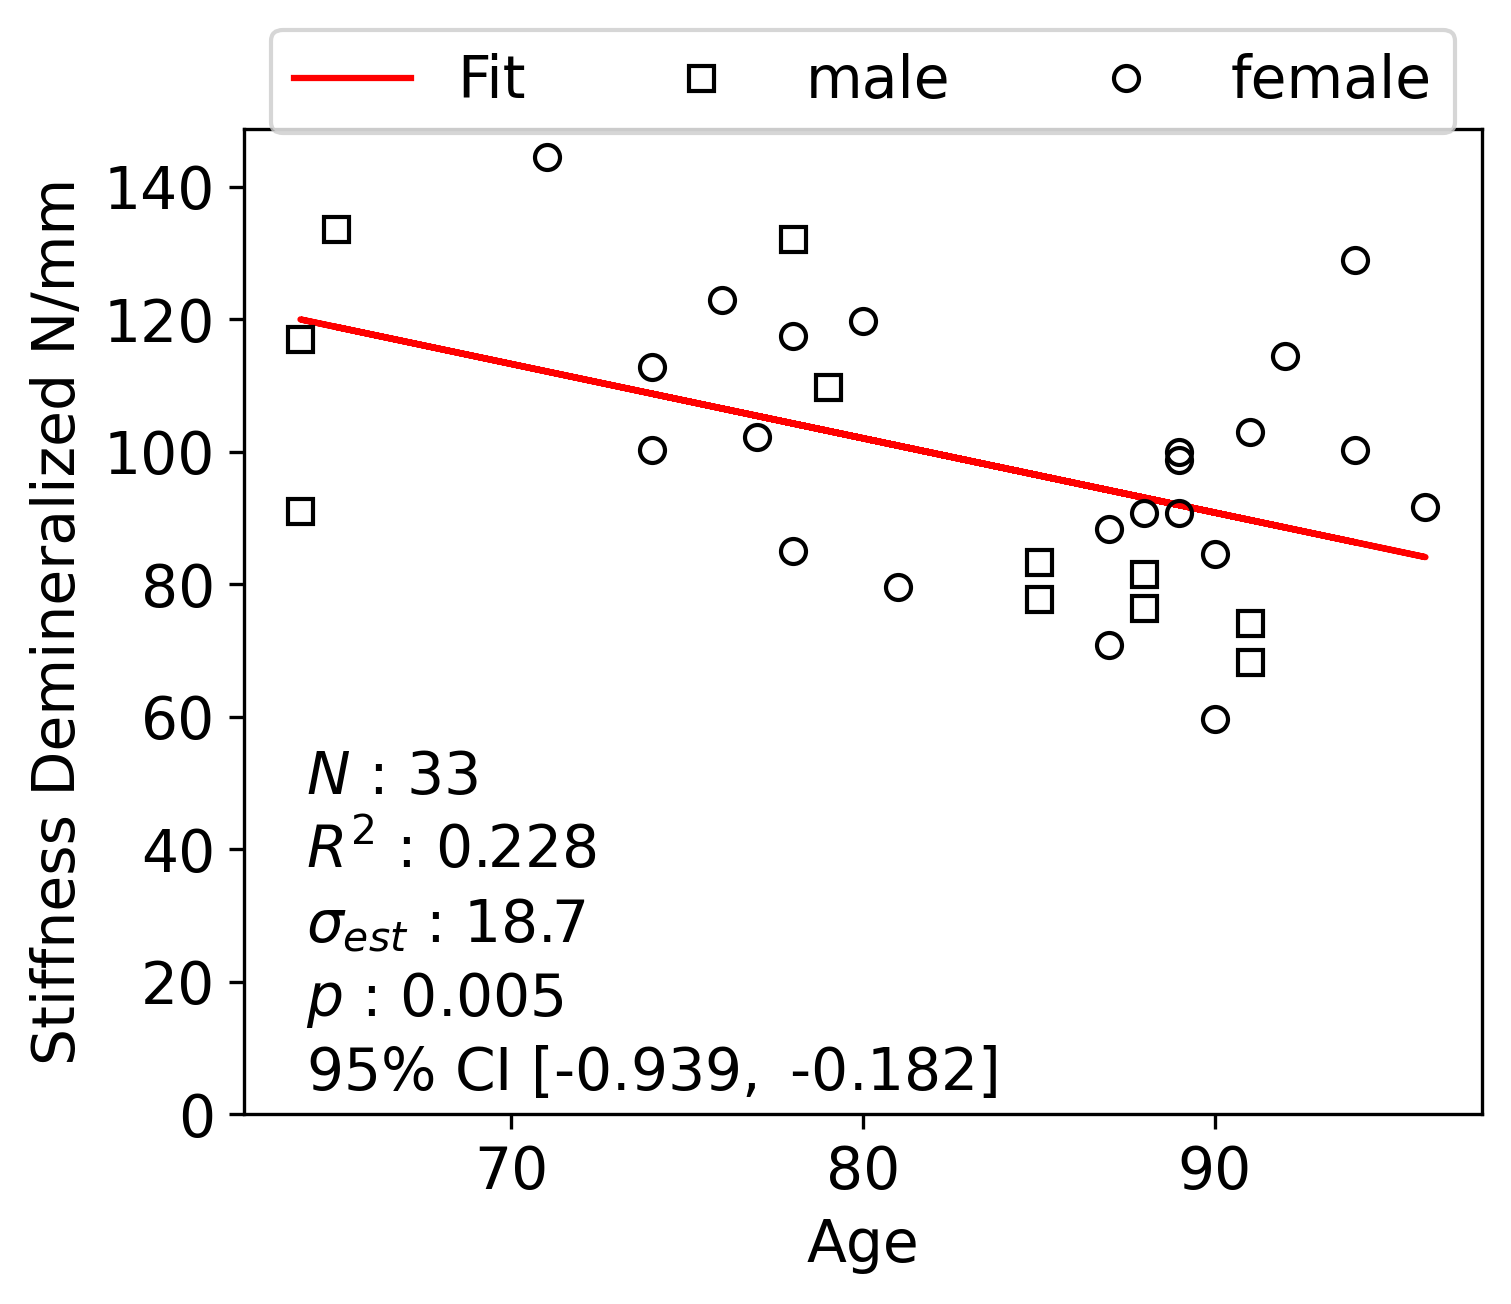 Fit male female
Stiffness Demineralized N/mm
140
120
100
80
60
40
20
0
N : 33
R² : 0.228
σest : 18.7
p : 0.005
95% CI [-0.939, -0.182]
70 80 90
Age